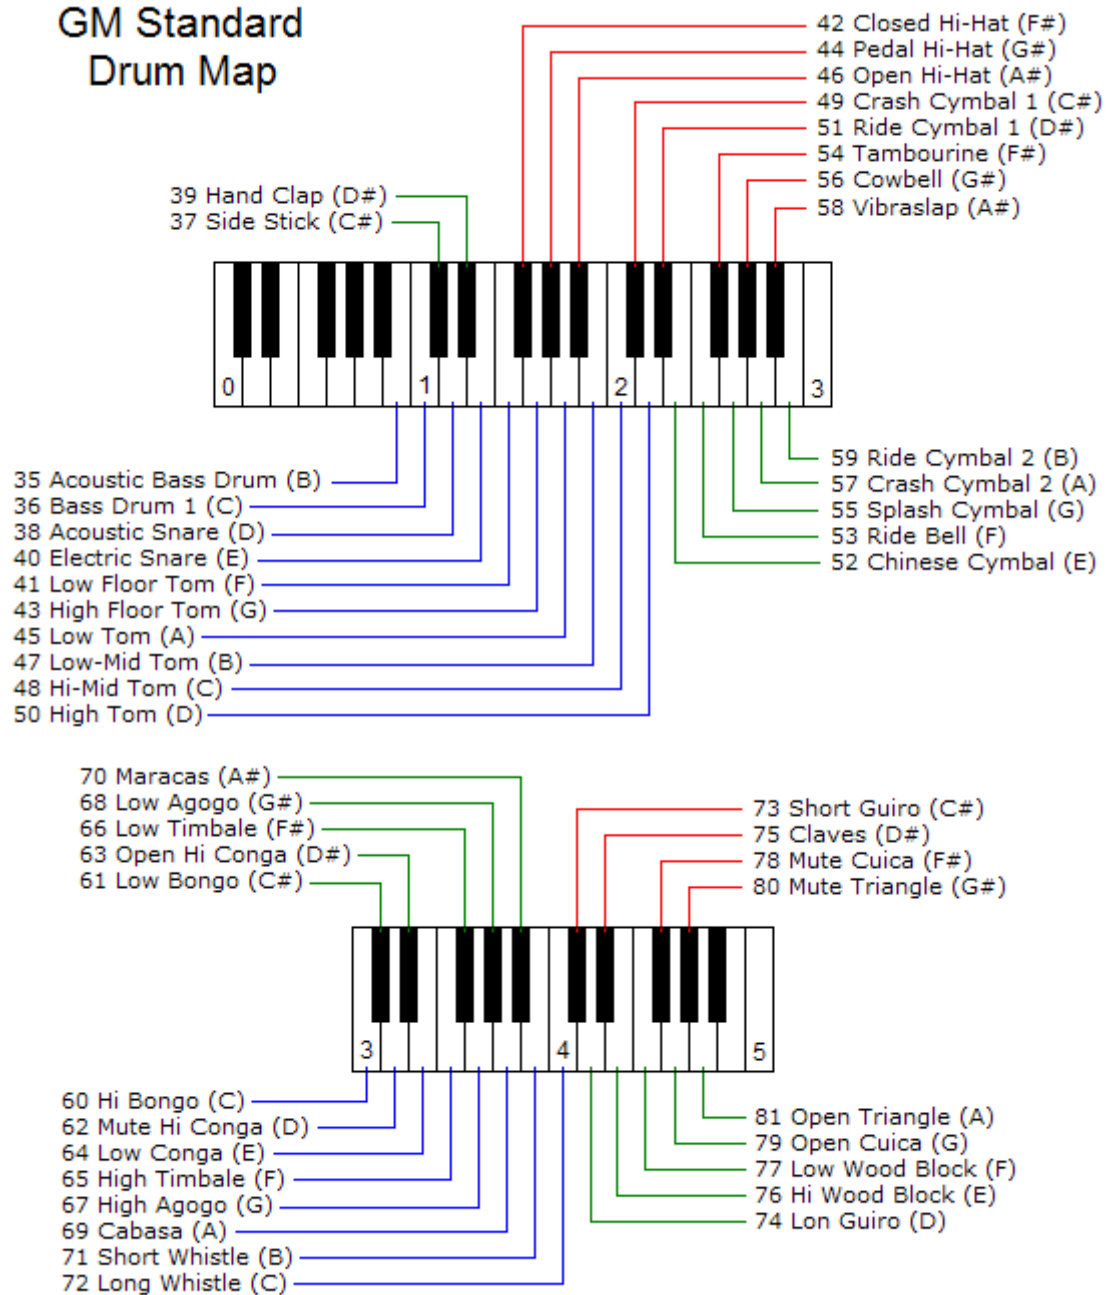 GM Standard
Drum Map
42 Closed Hi-Hat (F#)
44 Pedal Hi-Hat (G#)
46 Open Hi-Hat (A#)
49 Crash Cymbal 1 (C#)
51 Ride Cymbal 1 (D#)
54 Tambourine (F#)
56 Cowbell (G#)
58 Vibraslap (A#)
39 Hand Clap (D#)
37 Side Stick (C#)
0 1 2 3
35 Acoustic Bass Drum (B)
36 Bass Drum 1 (C)
38 Acoustic Snare (D)
40 Electric Snare (E)
41 Low Floor Tom (F)
43 High Floor Tom (G)
45 Low Tom (A)
47 Low-Mid Tom (B)
48 Hi-Mid Tom (C)
50 High Tom (D)
59 Ride Cymbal 2 (B)
57 Crash Cymbal 2 (A)
55 Splash Cymbal (G)
53 Ride Bell (F)
52 Chinese Cymbal (E)
70 Maracas (A#)
68 Low Agogo (G#)
66 Low Timbale (F#)
63 Open Hi Conga (D#)
61 Low Bongo (C#)
73 Short Guiro (C#)
75 Claves (D#)
78 Mute Cuica (F#)
80 Mute Triangle (G#)
3 4 5
60 Hi Bongo (C)
62 Mute Hi Conga (D)
64 Low Conga (E)
65 High Timbale (F)
67 High Agogo (G)
69 Cabasa (A)
71 Short Whistle (B)
72 Long Whistle (C)
81 Open Triangle (A)
79 Open Cuica (G)
77 Low Wood Block (F)
76 Hi Wood Block (E)
74 Lon Guiro (D)